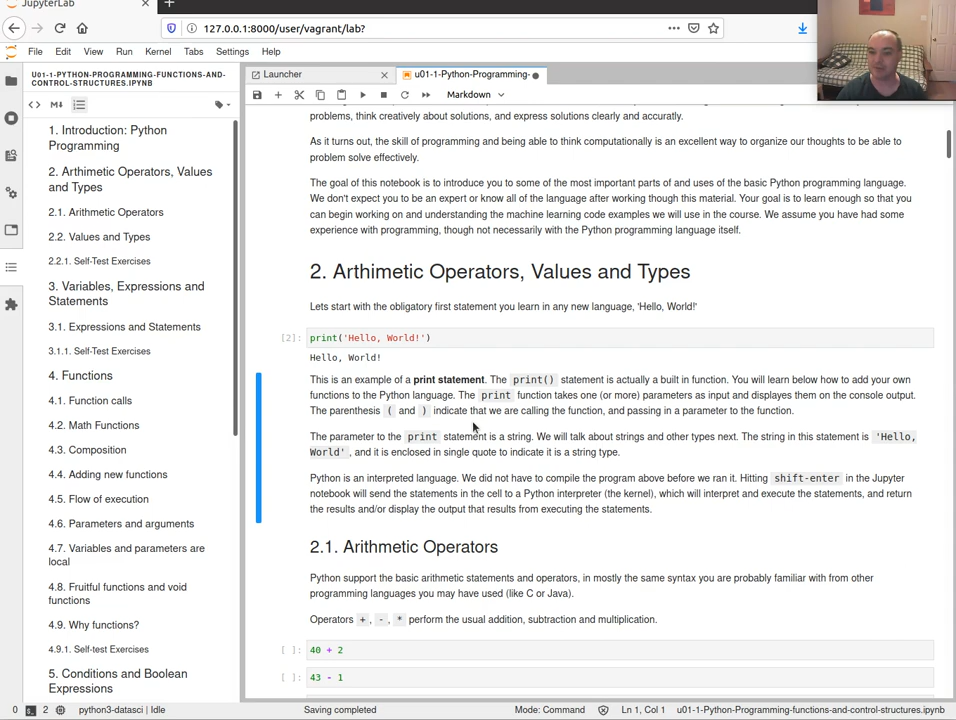 JupyterLab
127.0.0.1:8000/user/vagrant/lab?
File Edit View Run Kernel Tabs Settings Help
U01-1-PYTHON-PROGRAMMING-FUNCTIONS-AND-
CONTROL-STRUCTURES.IPYNB
1. Introduction: Python
Programming
2. Arthimetic Operators, Values
and Types
2.1. Arithmetic Operators
2.2. Values and Types
2.2.1. Self-Test Exercises
3. Variables, Expressions and
Statements
3.1. Expressions and Statements
3.1.1. Self-Test Exercises
4. Functions
4.1. Function calls
4.2. Math Functions
4.3. Composition
4.4. Adding new functions
4.5. Flow of execution
4.6. Parameters and arguments
4.7. Variables and parameters are
local
4.8. Fruitful functions and void
functions
4.9. Why functions?
4.9.1. Self-test Exercises
5. Conditions and Boolean
Expressions
Launcher
u01-1-Python-Programming-
Markdown
problems, think creatively about solutions, and express solutions clearly and accuratly.
As it turns out, the skill of programming and being able to think computationally is an excellent way to organize our thoughts to be able to
problem solve effectively.
The goal of this notebook is to introduce you to some of the most important parts of and uses of the basic Python programming language.
We don't expect you to be an expert or know all of the language after working though this material. Your goal is to learn enough so that you
can begin working on and understanding the machine learning code examples we will use in the course. We assume you have had some
experience with programming, though not necessarily with the Python programming language itself.
2. Arthimetic Operators, Values and Types
Lets start with the obligatory first statement you learn in any new language, 'Hello, World!'
[2]: print('Hello, World!')
Hello, World!
This is an example of a print statement. The print() statement is actually a built in function. You will learn below how to add your own
functions to the Python language. The print function takes one (or more) parameters as input and displayes them on the console output.
The parenthesis ( and ) indicate that we are calling the function, and passing in a parameter to the function.
The parameter to the print statement is a string. We will talk about strings and other types next. The string in this statement is 'Hello,
World', and it is enclosed in single quote to indicate it is a string type.
Python is an interpreted language. We did not have to compile the program above before we ran it. Hitting shift-enter in the Jupyter
notebook will send the statements in the cell to a Python interpreter (the kernel), which will interpret and execute the statements, and return
the results and/or display the output that results from executing the statements.
2.1. Arithmetic Operators
Python support the basic arithmetic statements and operators, in mostly the same syntax you are probably familiar with from other
programming languages you may have used (like C or Java).
Operators +, -, * perform the usual addition, subtraction and multiplication.
[ ]: 40 + 2
[ ]: 43 - 1
0 2 python3-datasci | Idle Saving completed Mode: Command Ln 1, Col 1 u01-1-Python-Programming-functions-and-control-structures.ipynb